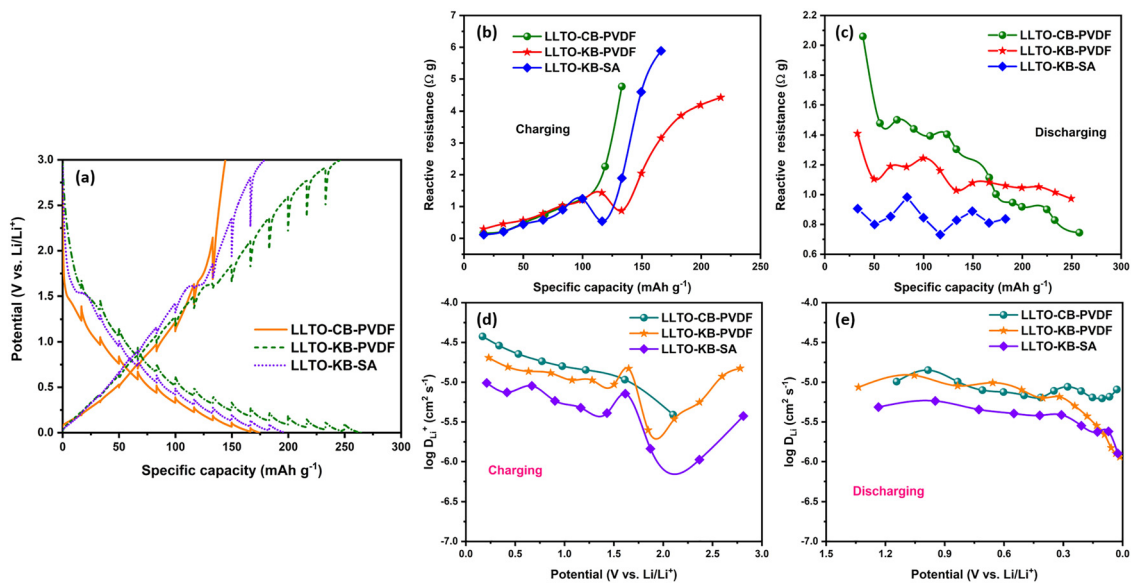 (a)
Potential (V vs. Li/Li⁺)
3.0
2.5
2.0
1.5
1.0
0.5
0.0
LLTO-CB-PVDF
LLTO-KB-PVDF
LLTO-KB-SA
0 50 100 150 200 250 300
Specific capacity (mAh g⁻¹)
(b)
Reactive resistance (Ω g)
7
6
5
4
3
2
1
0
LLTO-CB-PVDF
LLTO-KB-PVDF
LLTO-KB-SA
Charging
0 50 100 150 200 250
Specific capacity (mAh g⁻¹)
(c)
Reactive resistance (Ω g)
2.2
2.0
1.8
1.6
1.4
1.2
1.0
0.8
0.6
LLTO-CB-PVDF
LLTO-KB-PVDF
LLTO-KB-SA
Discharging
0 50 100 150 200 250 300
Specific capacity (mAh g⁻¹)
(d)
log D_Li⁺ (cm² s⁻¹)
-4.0
-4.5
-5.0
-5.5
-6.0
-6.5
-7.0
LLTO-CB-PVDF
LLTO-KB-PVDF
LLTO-KB-SA
Charging
0.0 0.5 1.0 1.5 2.0 2.5 3.0
Potential (V vs. Li/Li⁺)
(e)
log D_Li (cm² s⁻¹)
-4.0
-4.5
-5.0
-5.5
-6.0
-6.5
-7.0
LLTO-CB-PVDF
LLTO-KB-PVDF
LLTO-KB-SA
Discharging
1.5 1.2 0.9 0.6 0.3 0.0
Potential (V vs. Li/Li⁺)